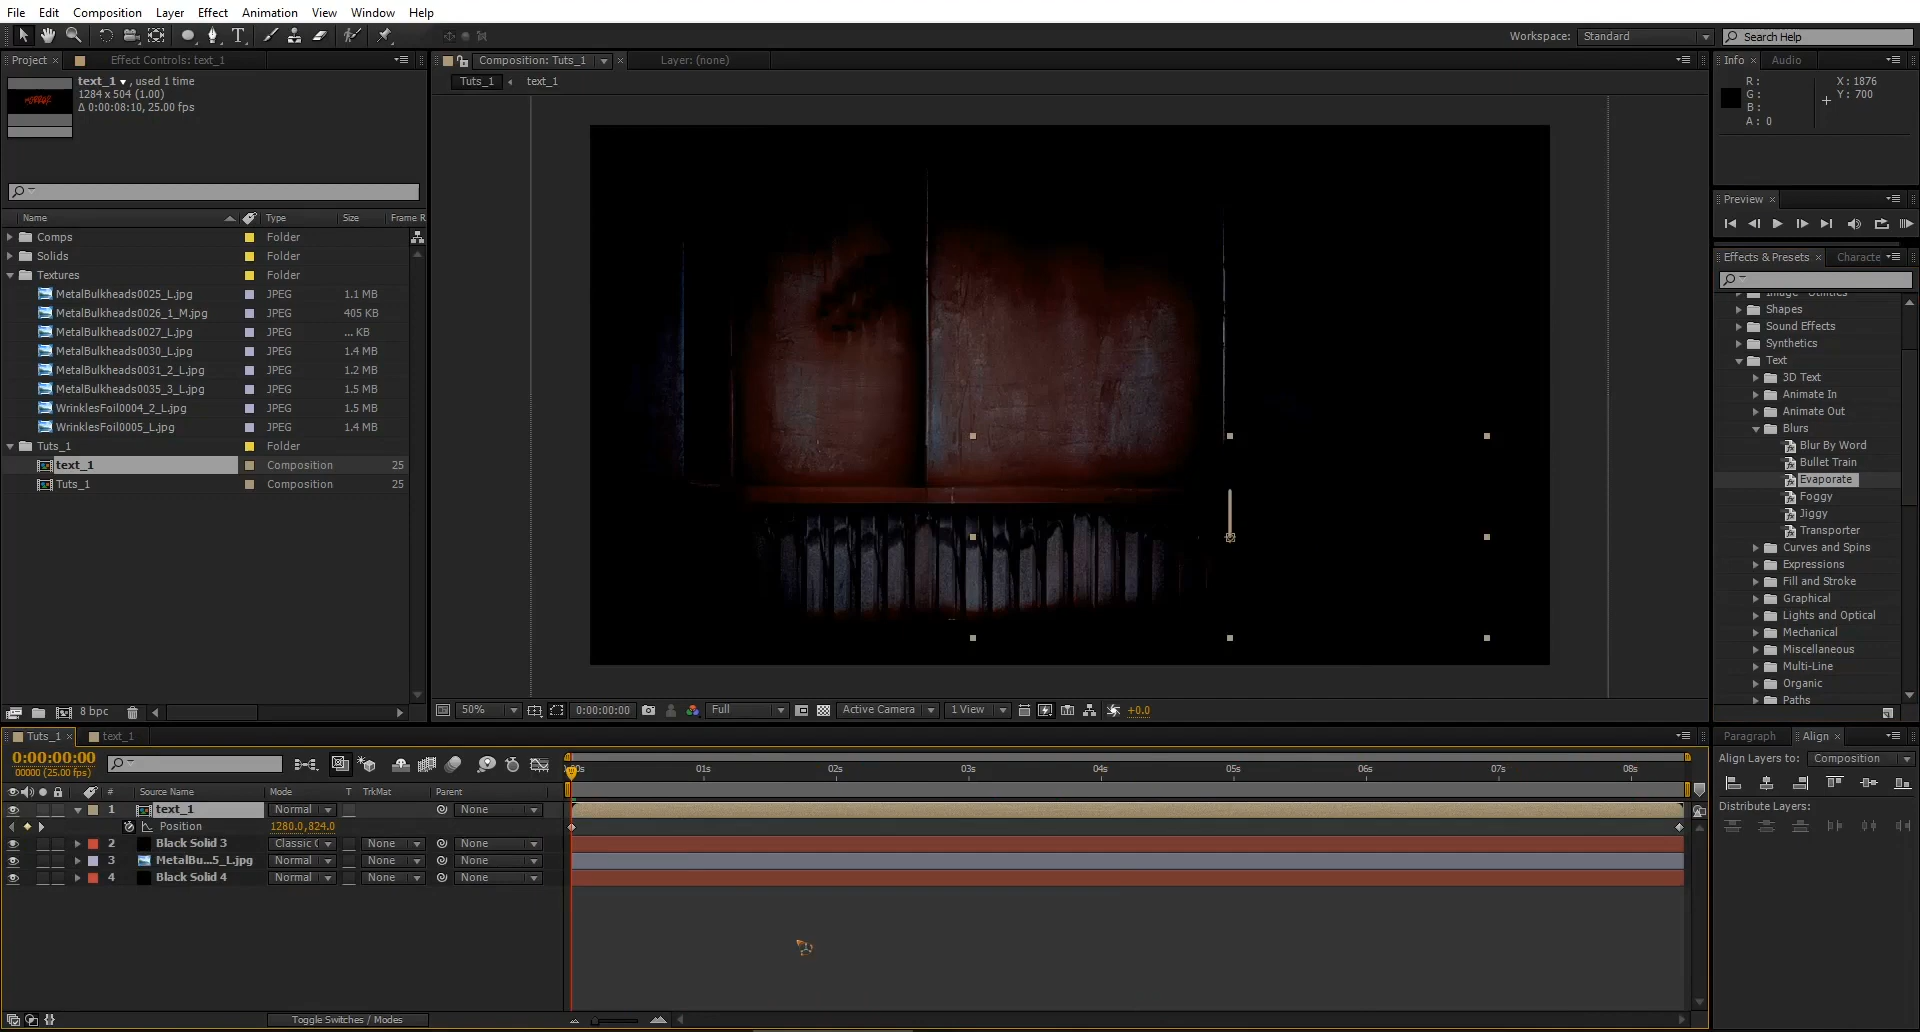 File Edit Composition Layer Effect Animation View Window Help
Workspace: Standard Search Help
Project × Effect Controls: text_1
text_1 , used 1 time
1284 x 504 (1.00)
Δ 0:00:08:10, 25.00 fps
Name Type Size Frame R
Comps Folder
Solids Folder
Textures Folder
MetalBulkheads0025_L.jpg JPEG 1.1 MB
MetalBulkheads0026_1_M.jpg JPEG 405 KB
MetalBulkheads0027_L.jpg JPEG ... KB
MetalBulkheads0030_L.jpg JPEG 1.4 MB
MetalBulkheads0031_2_L.jpg JPEG 1.2 MB
MetalBulkheads0035_3_L.jpg JPEG 1.5 MB
WrinklesFoil0004_2_L.jpg JPEG 1.5 MB
WrinklesFoil0005_L.jpg JPEG 1.4 MB
Tuts_1 Folder
text_1 Composition 25
Tuts_1 Composition 25
8 bpc
Composition: Tuts_1 × Layer: (none)
Tuts_1 text_1
50% 0:00:00:00 Full Active Camera 1 View +0.0
Info × Audio
R : X : 1876
G : Y : 700
B :
A : 0
Preview ×
Effects & Presets × Characte
Shapes
Sound Effects
Synthetics
Text
3D Text
Animate In
Animate Out
Blurs
Blur By Word
Bullet Train
Evaporate
Foggy
Jiggy
Transporter
Curves and Spins
Expressions
Fill and Stroke
Graphical
Lights and Optical
Mechanical
Miscellaneous
Multi-Line
Organic
Paths
Tuts_1 × text_1
0:00:00:00
00000 (25.00 fps)
01s 02s 03s 04s 05s 06s 07s 08s
# Source Name Mode T TrkMat Parent
1 text_1 Normal None
Position 1280.0,824.0
2 Black Solid 3 Classic None None
3 MetalBu...5_L.jpg Normal None None
4 Black Solid 4 Normal None None
Toggle Switches / Modes
Paragraph Align ×
Align Layers to: Composition
Distribute Layers: